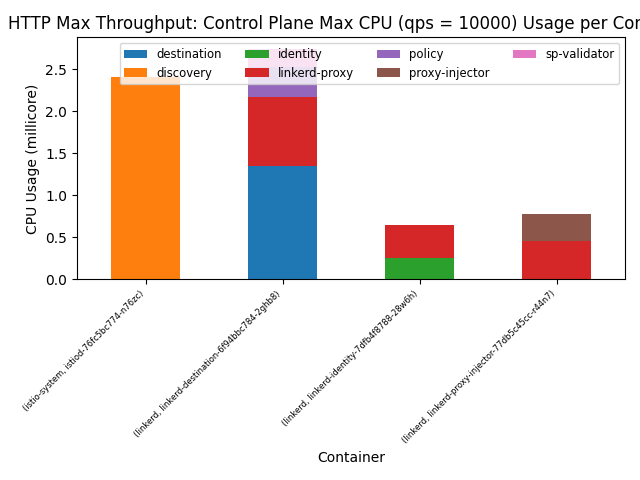 HTTP Max Throughput: Control Plane Max CPU (qps = 10000) Usage per Con
destination
discovery
identity
linkerd-proxy
policy
proxy-injector
sp-validator
CPU Usage (millicore)
2.5
2.0
1.5
1.0
0.5
0.0
(istio-system, istiod-76fc5bc774-n76zc)
(linkerd, linkerd-destination-6f94bbc784-2ghb8)
(linkerd, linkerd-identity-7dfb4f8788-28w6h)
(linkerd, linkerd-proxy-injector-77db5c45cc-r44n7)
Container